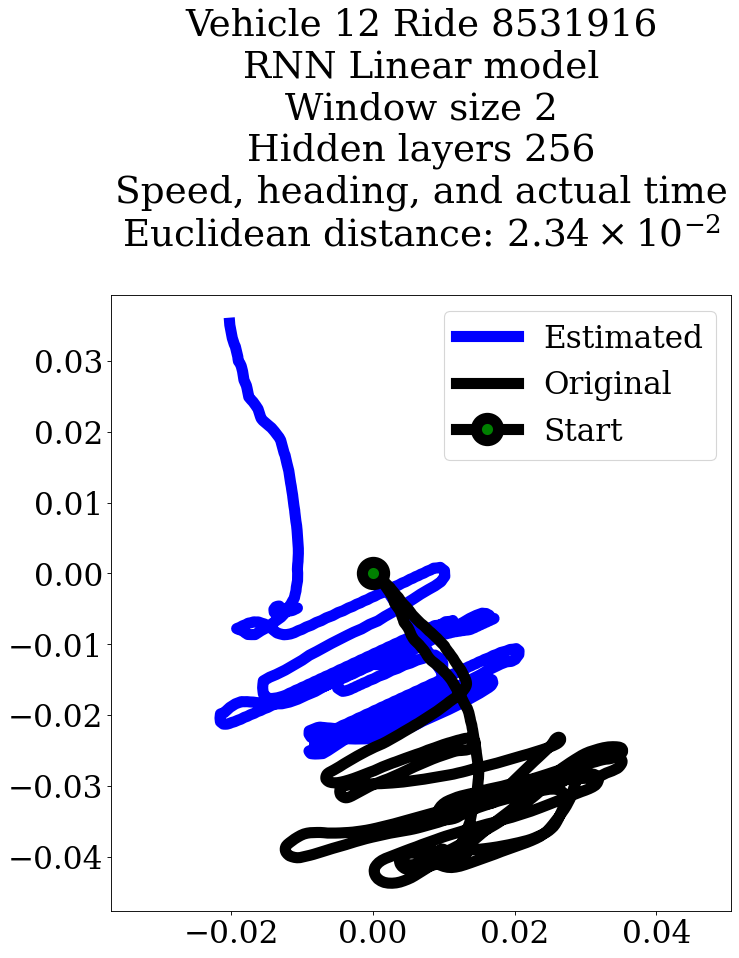 Vehicle 12 Ride 8531916
RNN Linear model
Window size 2
Hidden layers 256
Speed, heading, and actual time
Euclidean distance: 2.34 × 10⁻²
Estimated
Original
Start
0.03
0.02
0.01
0.00
−0.01
−0.02
−0.03
−0.04
−0.02
0.00
0.02
0.04